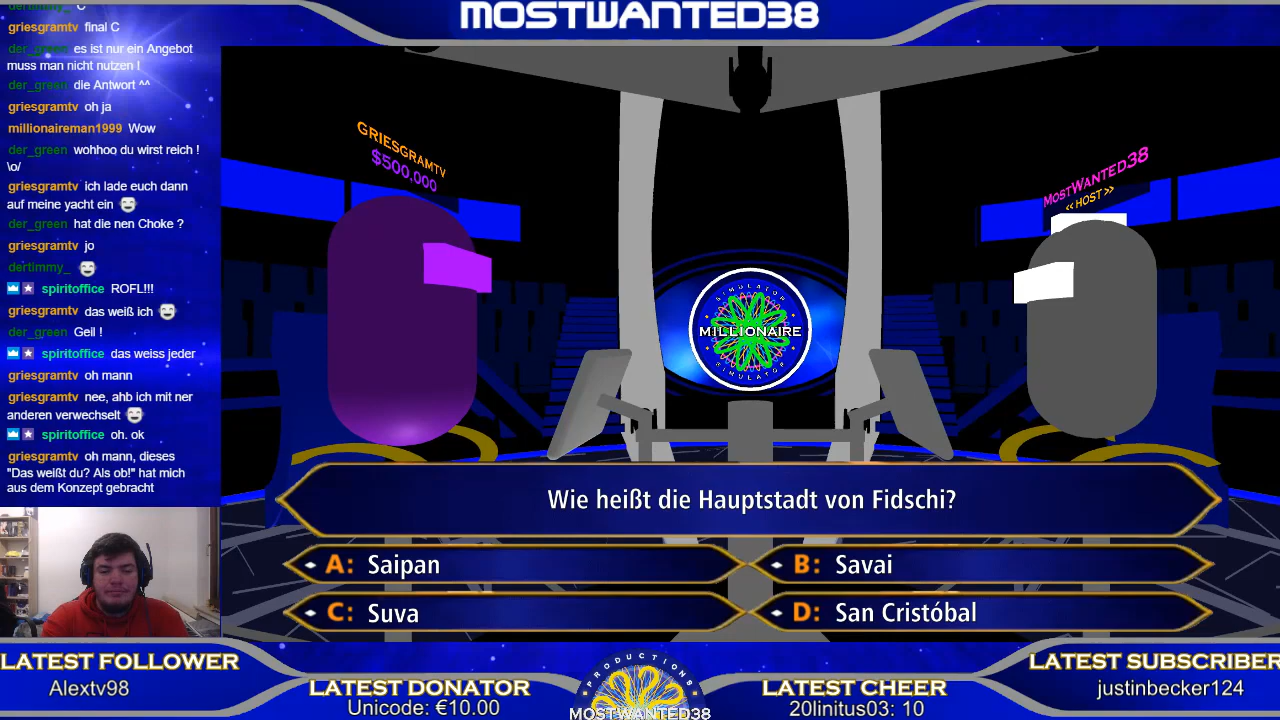 MOSTWANTED38
dertimmy_ C
griesgramtv final C
der_green es ist nur ein Angebot
muss man nicht nutzen !
der_green die Antwort ^^
griesgramtv oh ja
millionaireman1999 Wow
der_green wohhoo du wirst reich !
\o/
griesgramtv ich lade euch dann
auf meine yacht ein
der_green hat die nen Choke ?
griesgramtv jo
dertimmy_
spiritoffice ROFL!!!
griesgramtv das weiß ich
der_green Geil !
spiritoffice das weiss jeder
griesgramtv oh mann
griesgramtv nee, ahb ich mit ner
anderen verwechselt
spiritoffice oh. ok
griesgramtv oh mann, dieses
"Das weißt du? Als ob!" hat mich
aus dem Konzept gebracht
GRIESGRAMTV
$500,000
MOSTWANTED38
<<HOST>>
SIMULATOR
MILLIONAIRE
SIMULATOR
Wie heißt die Hauptstadt von Fidschi?
A: Saipan
B: Savai
C: Suva
D: San Cristóbal
LATEST FOLLOWER
Alextv98
LATEST DONATOR
Unicode: €10.00
PRODUCTIONS
MOSTWANTED38
LATEST CHEER
20linitus03: 10
LATEST SUBSCRIBER
justinbecker124